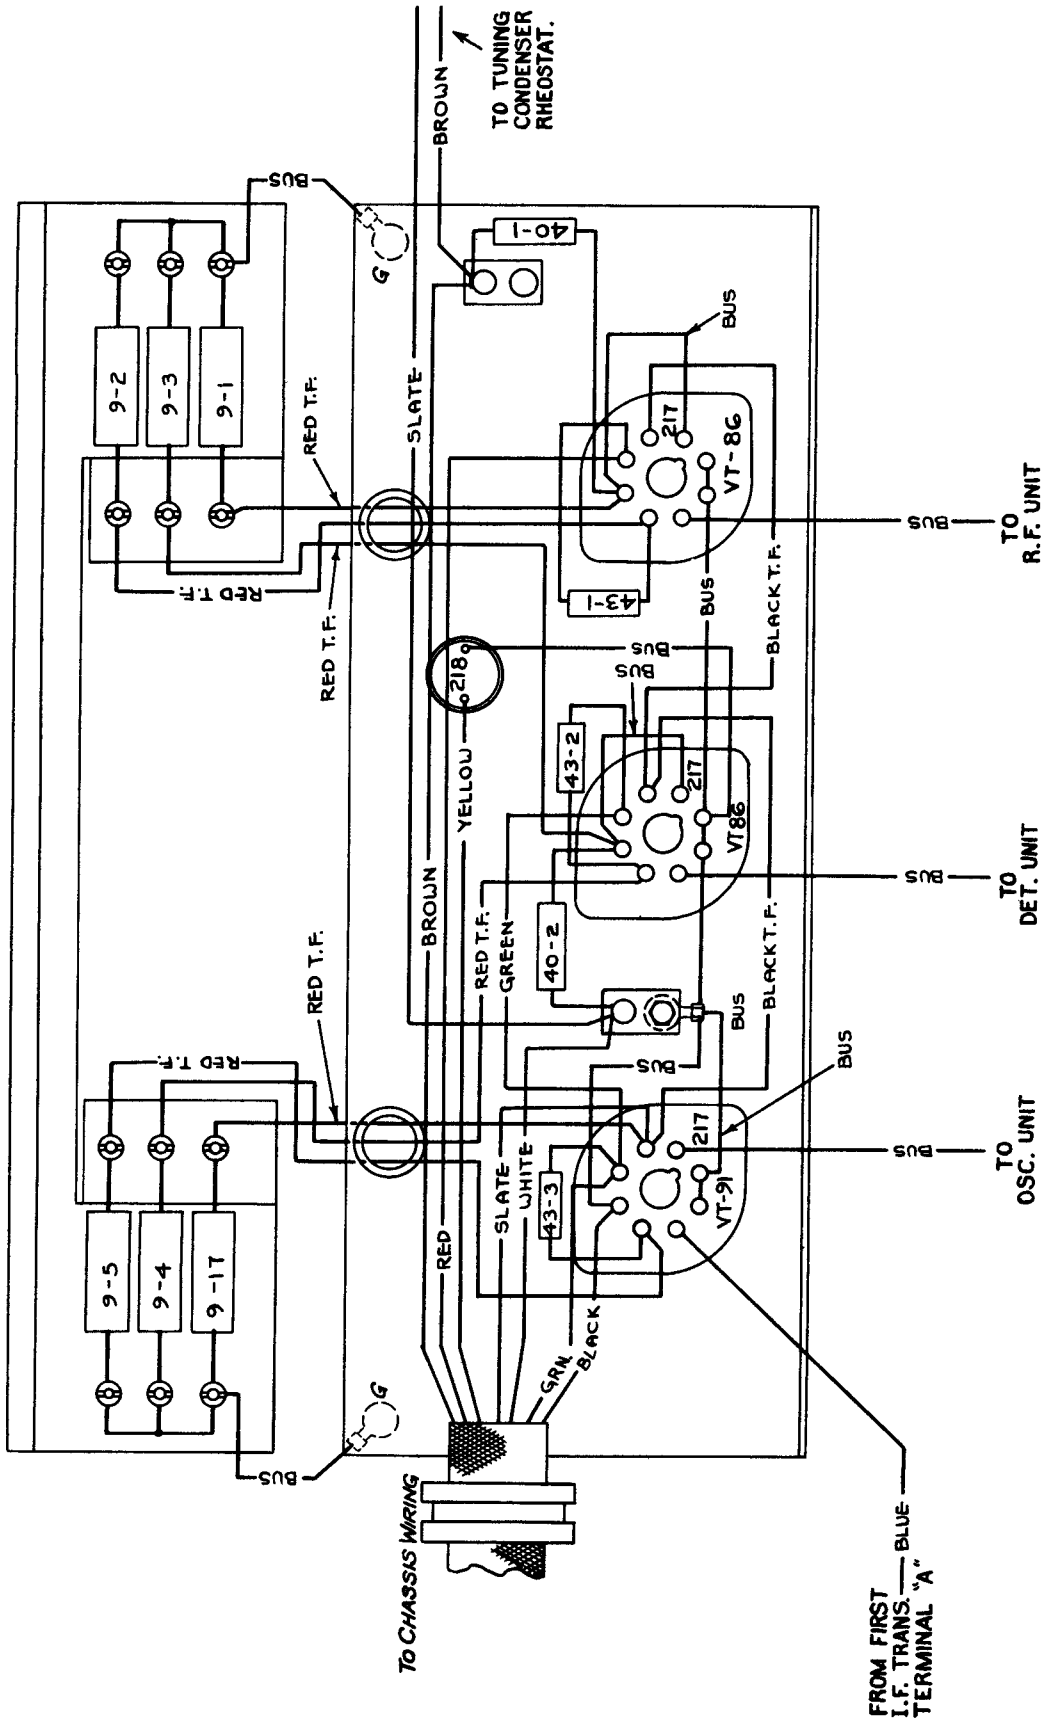 TO TUNING
CONDENSER
RHEOSTAT.
BROWN
SLATE
BUS
G
9-2
9-3
9-1
40-1
RED T.F.
RED T.F.
RED T.F.
BUS
217
VT-86
43-1
BUS
TO
R.F. UNIT
BUS
BLACK T.F.
218
BUS
BUS
YELLOW
43-2
217
VT86
BUS
TO
DET. UNIT
BROWN
RED T.F.
GREEN
40-2
BLACK T.F.
RED T.F.
RED T.F.
BUS
BUS
BUS
9-5
9-4
9-17
RED
SLATE
WHITE
43-3
217
VT-91
BUS
TO
OSC. UNIT
GRN.
BLACK
G
BUS
TO CHASSIS WIRING
FROM FIRST
I.F. TRANS. BLUE
TERMINAL "A"